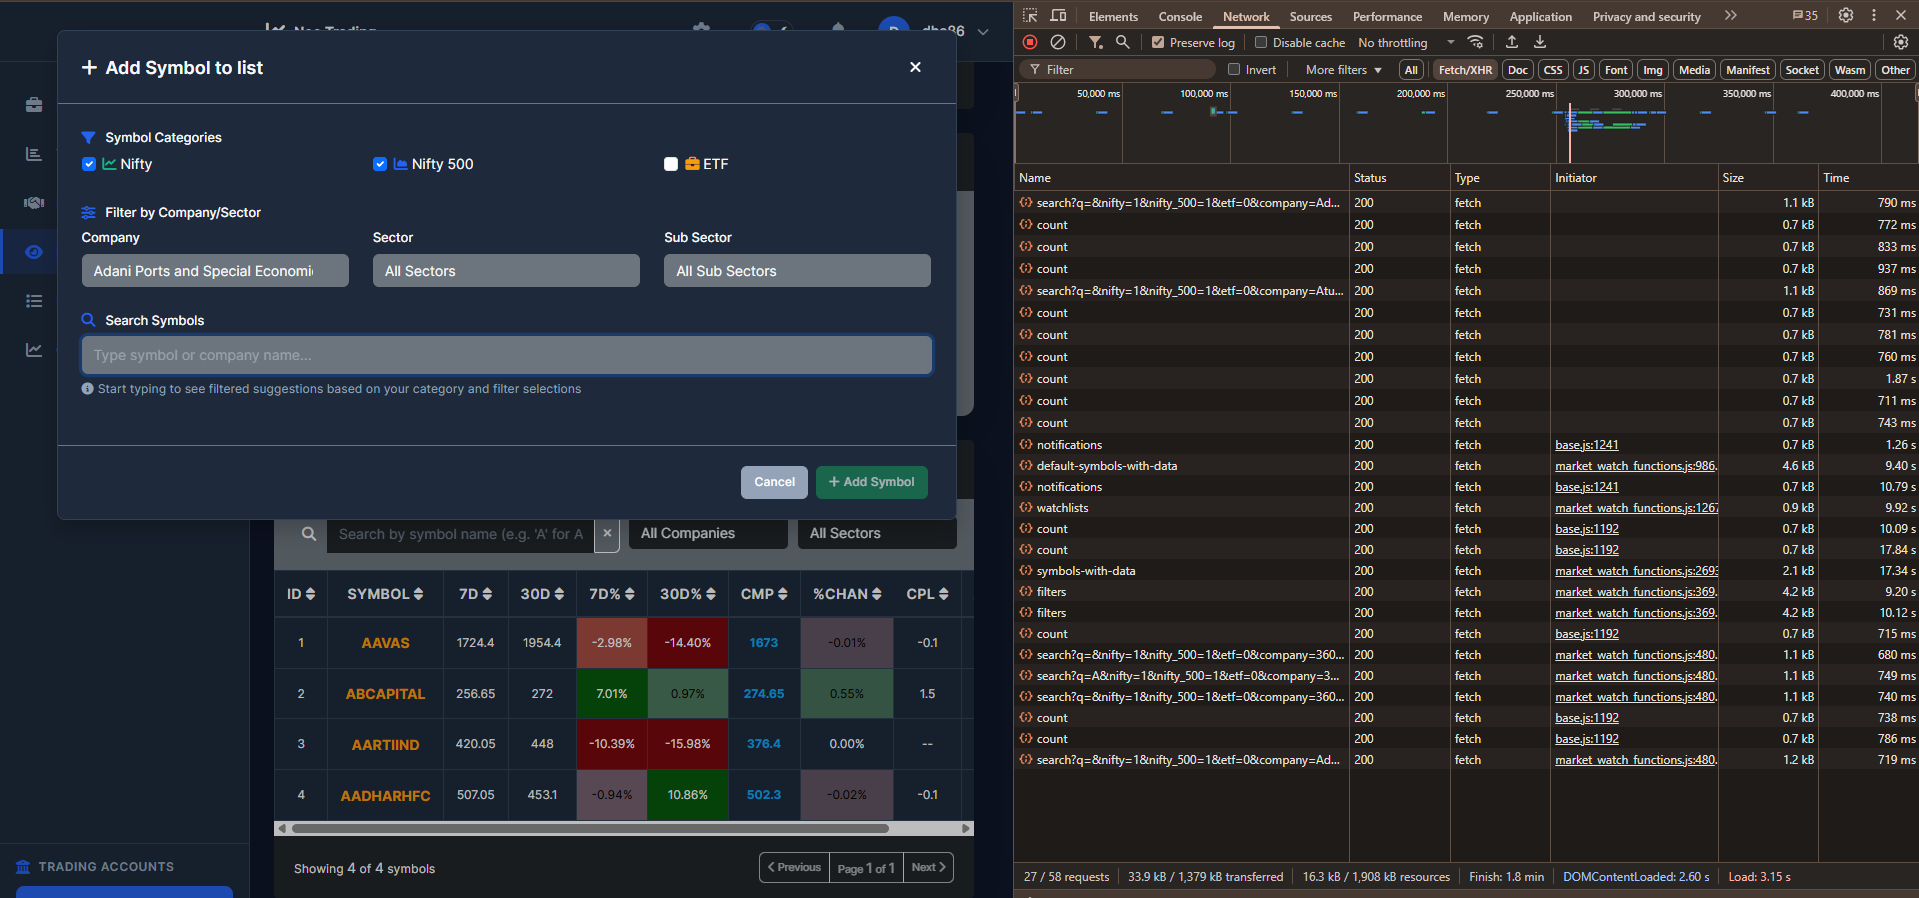 Neo Trading
dba86
Add Symbol to list
Symbol Categories
Nifty
Nifty 500
ETF
Filter by Company/Sector
Company
Sector
Sub Sector
Adani Ports and Special Economi
All Sectors
All Sub Sectors
Search Symbols
Type symbol or company name...
Start typing to see filtered suggestions based on your category and filter selections
Cancel
+ Add Symbol
Search by symbol name (e.g. 'A' for A
×
All Companies
All Sectors
ID SYMBOL 7D 30D 7D% 30D% CMP %CHAN CPL
1 AAVAS 1724.4 1954.4 -2.98% -14.40% 1673 -0.01% -0.1
2 ABCAPITAL 256.65 272 7.01% 0.97% 274.65 0.55% 1.5
3 AARTIIND 420.05 448 -10.39% -15.98% 376.4 0.00% --
4 AADHARHFC 507.05 453.1 -0.94% 10.86% 502.3 -0.02% -0.1
Showing 4 of 4 symbols
Previous
Page 1 of 1
Next
TRADING ACCOUNTS
Elements Console Network Sources Performance Memory Application Privacy and security 35
Preserve log Disable cache No throttling
Filter Invert More filters All Fetch/XHR Doc CSS JS Font Img Media Manifest Socket Wasm Other
50,000 ms 100,000 ms 150,000 ms 200,000 ms 250,000 ms 300,000 ms 350,000 ms 400,000 ms
Name Status Type Initiator Size Time
search?q=&nifty=1&nifty_500=1&etf=0&company=Ad... 200 fetch 1.1 kB 790 ms
count 200 fetch 0.7 kB 772 ms
count 200 fetch 0.7 kB 833 ms
count 200 fetch 0.7 kB 937 ms
search?q=&nifty=1&nifty_500=1&etf=0&company=Atu... 200 fetch 1.1 kB 869 ms
count 200 fetch 0.7 kB 731 ms
count 200 fetch 0.7 kB 781 ms
count 200 fetch 0.7 kB 760 ms
count 200 fetch 0.7 kB 1.87 s
count 200 fetch 0.7 kB 711 ms
count 200 fetch 0.7 kB 743 ms
notifications 200 fetch base.js:1241 0.7 kB 1.26 s
default-symbols-with-data 200 fetch market_watch_functions.js:986 4.6 kB 9.40 s
notifications 200 fetch base.js:1241 0.7 kB 10.79 s
watchlists 200 fetch market_watch_functions.js:1267 0.9 kB 9.92 s
count 200 fetch base.js:1192 0.7 kB 10.09 s
count 200 fetch base.js:1192 0.7 kB 17.84 s
symbols-with-data 200 fetch market_watch_functions.js:2693 2.1 kB 17.34 s
filters 200 fetch market_watch_functions.js:369 4.2 kB 9.20 s
filters 200 fetch market_watch_functions.js:369 4.2 kB 10.12 s
count 200 fetch base.js:1192 0.7 kB 715 ms
search?q=&nifty=1&nifty_500=1&etf=0&company=360... 200 fetch market_watch_functions.js:480 1.1 kB 680 ms
search?q=A&nifty=1&nifty_500=1&etf=0&company=3... 200 fetch market_watch_functions.js:480 1.1 kB 749 ms
search?q=&nifty=1&nifty_500=1&etf=0&company=360... 200 fetch market_watch_functions.js:480 1.1 kB 740 ms
count 200 fetch base.js:1192 0.7 kB 738 ms
count 200 fetch base.js:1192 0.7 kB 786 ms
search?q=&nifty=1&nifty_500=1&etf=0&company=Ad... 200 fetch market_watch_functions.js:480 1.2 kB 719 ms
27 / 58 requests 33.9 kB / 1,379 kB transferred 16.3 kB / 1,908 kB resources Finish: 1.8 min DOMContentLoaded: 2.60 s Load: 3.15 s